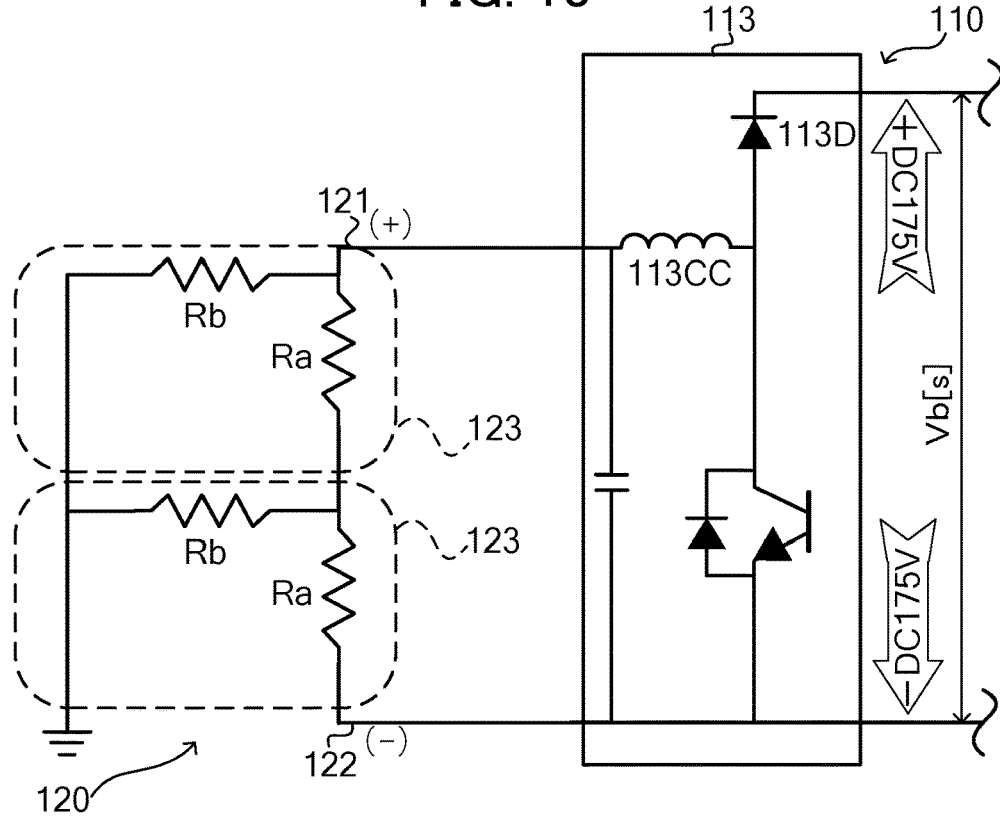 113
110
113D
+DC175V
121
(+)
113CC
Rb
Ra
Vb[s]
123
Rb
123
Ra
-DC175V
122
(-)
120